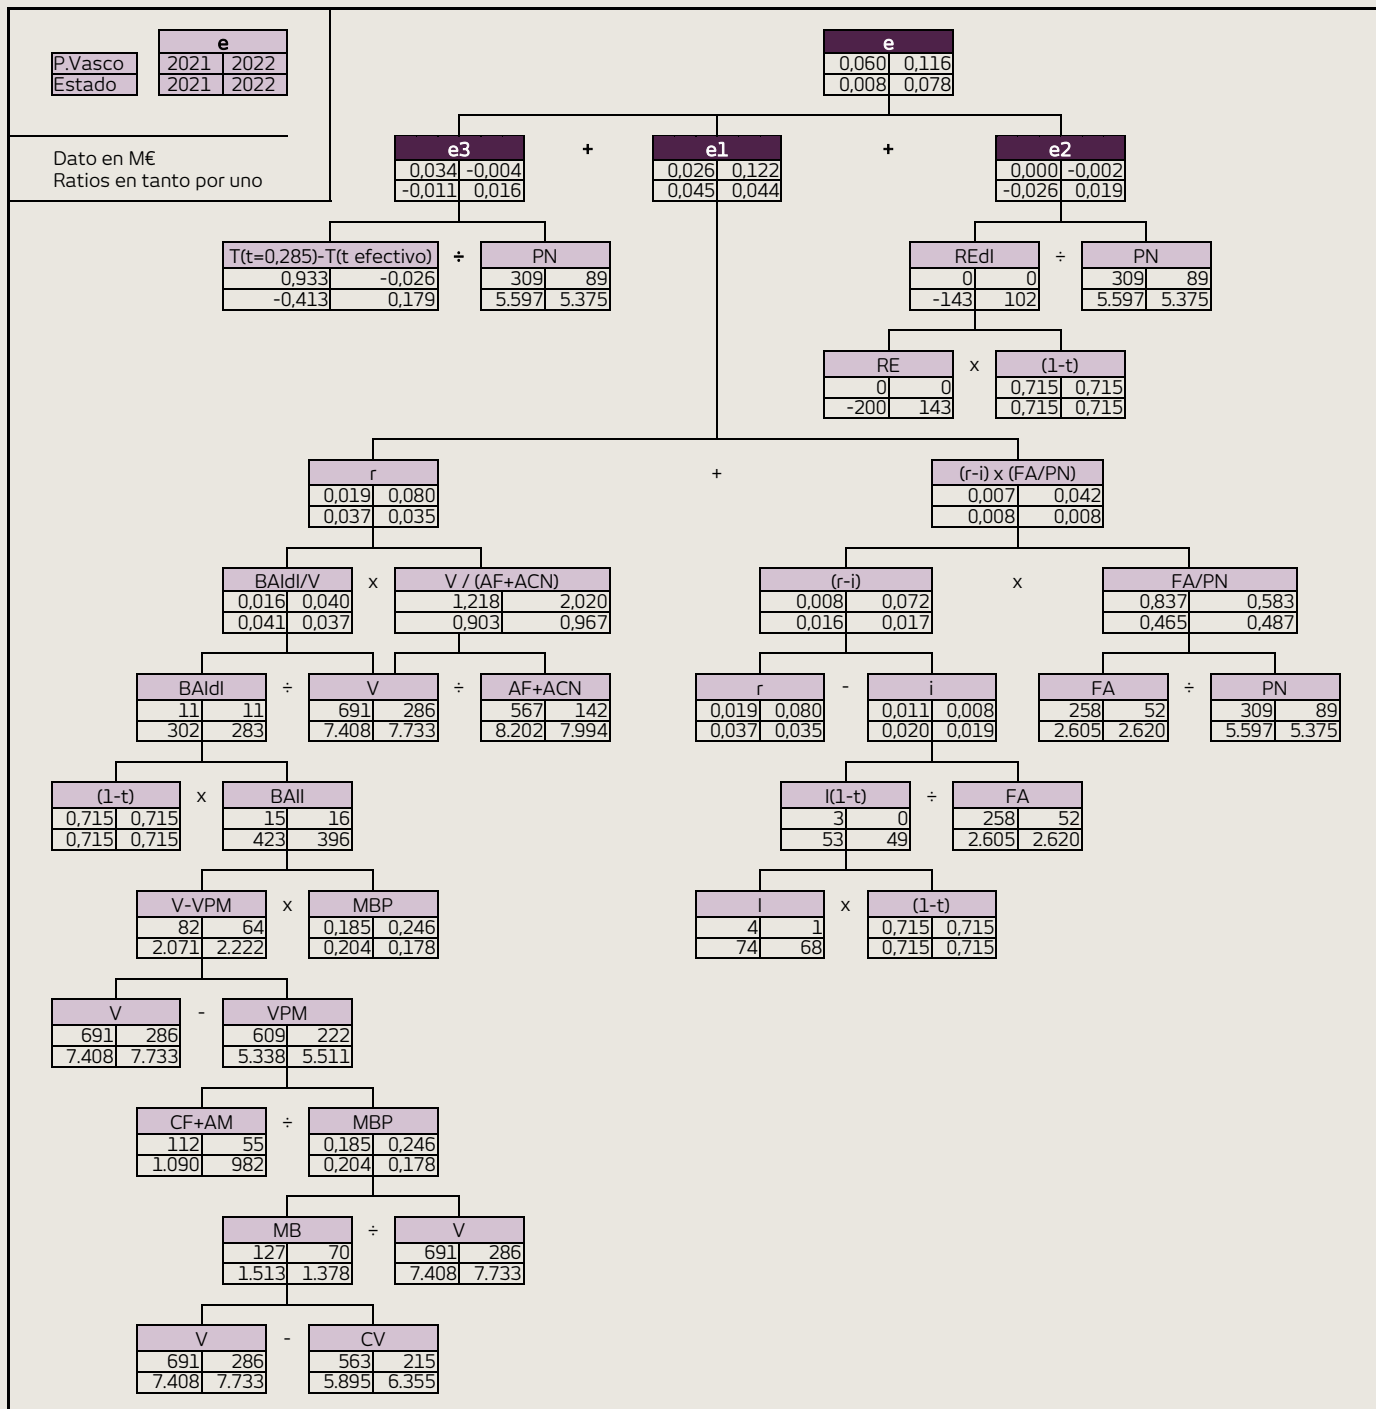 e
P.Vasco 2021 2022
Estado 2021 2022
Dato en M€
Ratios en tanto por uno
e
0,060 0,116
0,008 0,078
e3 + e1 + e2
0,034 -0,004 0,026 0,122 0,000 -0,002
-0,011 0,016 0,045 0,044 -0,026 0,019
T(t=0,285)-T(t efectivo) ÷ PN REdI ÷ PN
0,933 -0,026 309 89 0 0 309 89
-0,413 0,179 5.597 5.375 -143 102 5.597 5.375
RE x (1-t)
0 0 0,715 0,715
-200 143 0,715 0,715
r + (r-i) x (FA/PN)
0,019 0,080 0,007 0,042
0,037 0,035 0,008 0,008
BAIdI/V x V / (AF+ACN) (r-i) x FA/PN
0,016 0,040 1,218 2,020 0,008 0,072 0,837 0,583
0,041 0,037 0,903 0,967 0,016 0,017 0,465 0,487
BAIdI ÷ V ÷ AF+ACN r - i FA ÷ PN
11 11 691 286 567 142 0,019 0,080 0,011 0,008 258 52 309 89
302 283 7.408 7.733 8.202 7.994 0,037 0,035 0,020 0,019 2.605 2.620 5.597 5.375
(1-t) x BAII I(1-t) ÷ FA
0,715 0,715 15 16 3 0 258 52
0,715 0,715 423 396 53 49 2.605 2.620
V-VPM x MBP I x (1-t)
82 64 0,185 0,246 4 1 0,715 0,715
2.071 2.222 0,204 0,178 74 68 0,715 0,715
V - VPM
691 286 609 222
7.408 7.733 5.338 5.511
CF+AM ÷ MBP
112 55 0,185 0,246
1.090 982 0,204 0,178
MB ÷ V
127 70 691 286
1.513 1.378 7.408 7.733
V - CV
691 286 563 215
7.408 7.733 5.895 6.355